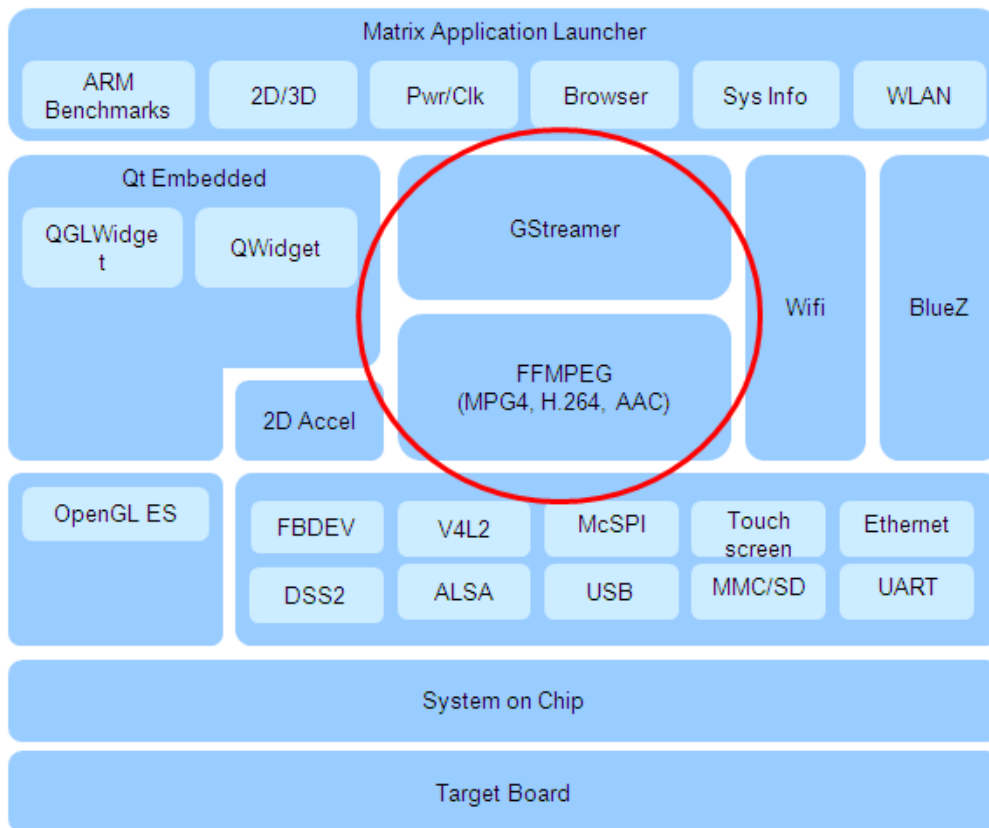 Matrix Application Launcher
ARM
Benchmarks
2D/3D
Pwr/Clk
Browser
Sys Info
WLAN
Qt Embedded
QGLWidge
t
QWidget
GStreamer
Wifi
BlueZ
FFMPEG
(MPG4, H.264, AAC)
2D Accel
OpenGL ES
FBDEV
V4L2
McSPI
Touch
screen
Ethernet
DSS2
ALSA
USB
MMC/SD
UART
System on Chip
Target Board